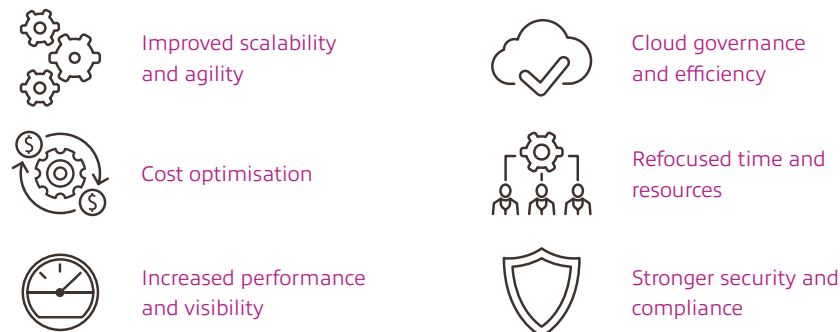 Improved scalability
and agility
Cloud governance
and efficiency
$
$
Cost optimisation
Refocused time and
resources
Increased performance
and visibility
Stronger security and
compliance